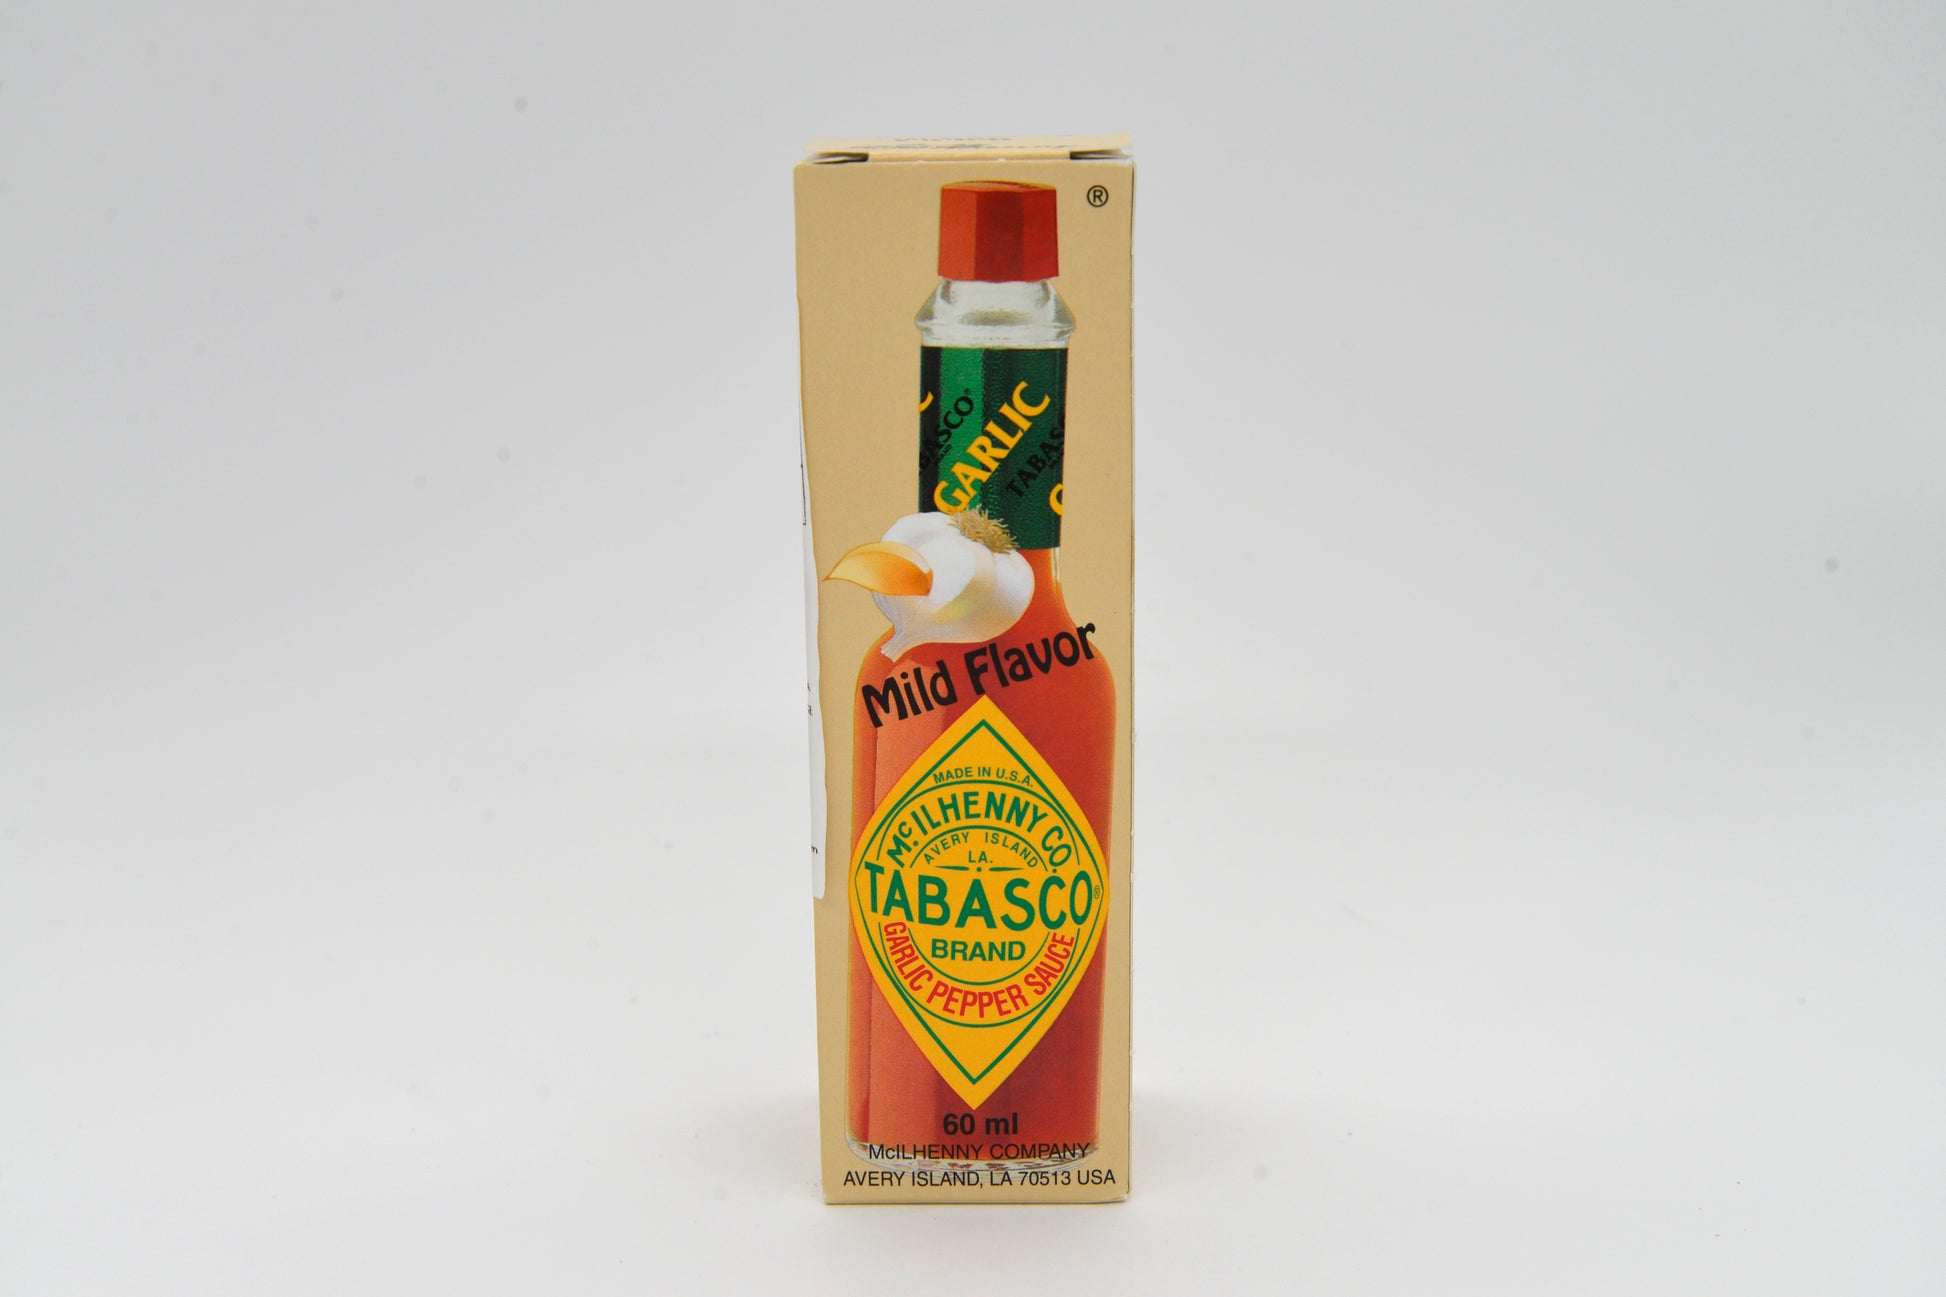 ®
TABASCO®
GARLIC
TABASCO
Mild Flavor
MADE IN U.S.A.
McILHENNY CO.
AVERY ISLAND
LA.
TABASCO®
BRAND
GARLIC PEPPER SAUCE
60 ml
McILHENNY COMPANY
AVERY ISLAND, LA 70513 USA